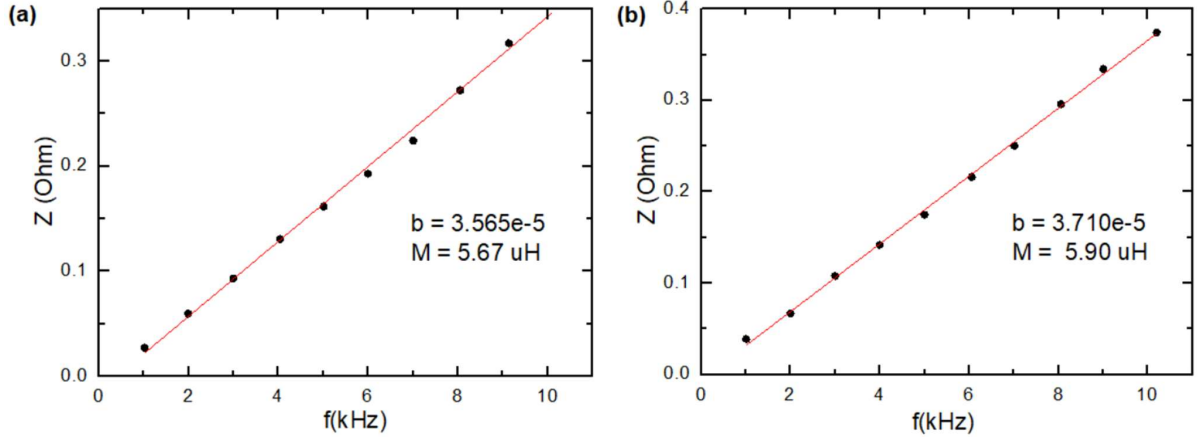 (a)
Z (Ohm)
0.3
0.2
0.1
0.0
b = 3.565e-5
M = 5.67 uH
0 2 4 6 8 10
f(kHz)
(b)
Z (Ohm)
0.4
0.3
0.2
0.1
0.0
b = 3.710e-5
M = 5.90 uH
0 2 4 6 8 10
f(kHz)